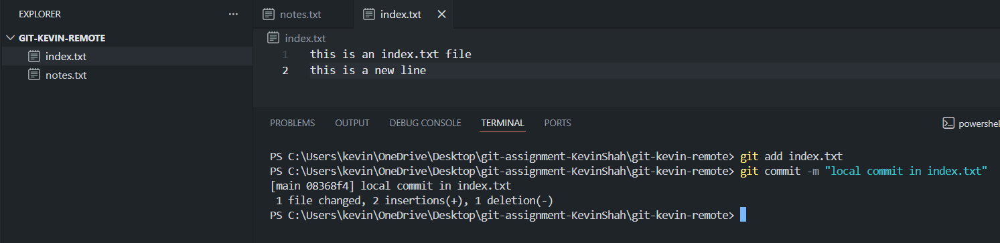 EXPLORER ...
GIT-KEVIN-REMOTE
index.txt
notes.txt
notes.txt index.txt
index.txt
1 this is an index.txt file
2 this is a new line
PROBLEMS OUTPUT DEBUG CONSOLE TERMINAL PORTS powershel
PS C:\Users\kevin\OneDrive\Desktop\git-assignment-KevinShah\git-kevin-remote> git add index.txt
PS C:\Users\kevin\OneDrive\Desktop\git-assignment-KevinShah\git-kevin-remote> git commit -m "local commit in index.txt"
[main 08368f4] local commit in index.txt
 1 file changed, 2 insertions(+), 1 deletion(-)
PS C:\Users\kevin\OneDrive\Desktop\git-assignment-KevinShah\git-kevin-remote>